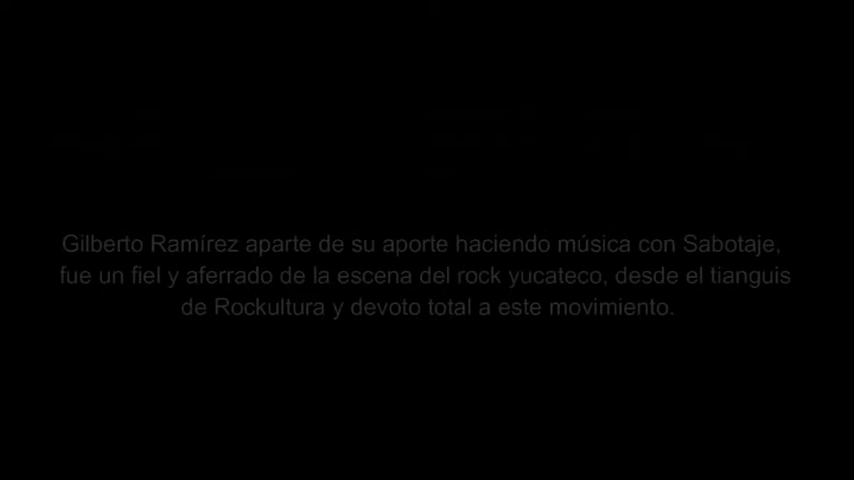 Gilberto Ramírez aparte de su aporte haciendo música con Sabotaje,
fue un fiel y aferrado de la escena del rock yucateco, desde el tianguis
de Rockultura y devoto total a este movimiento.